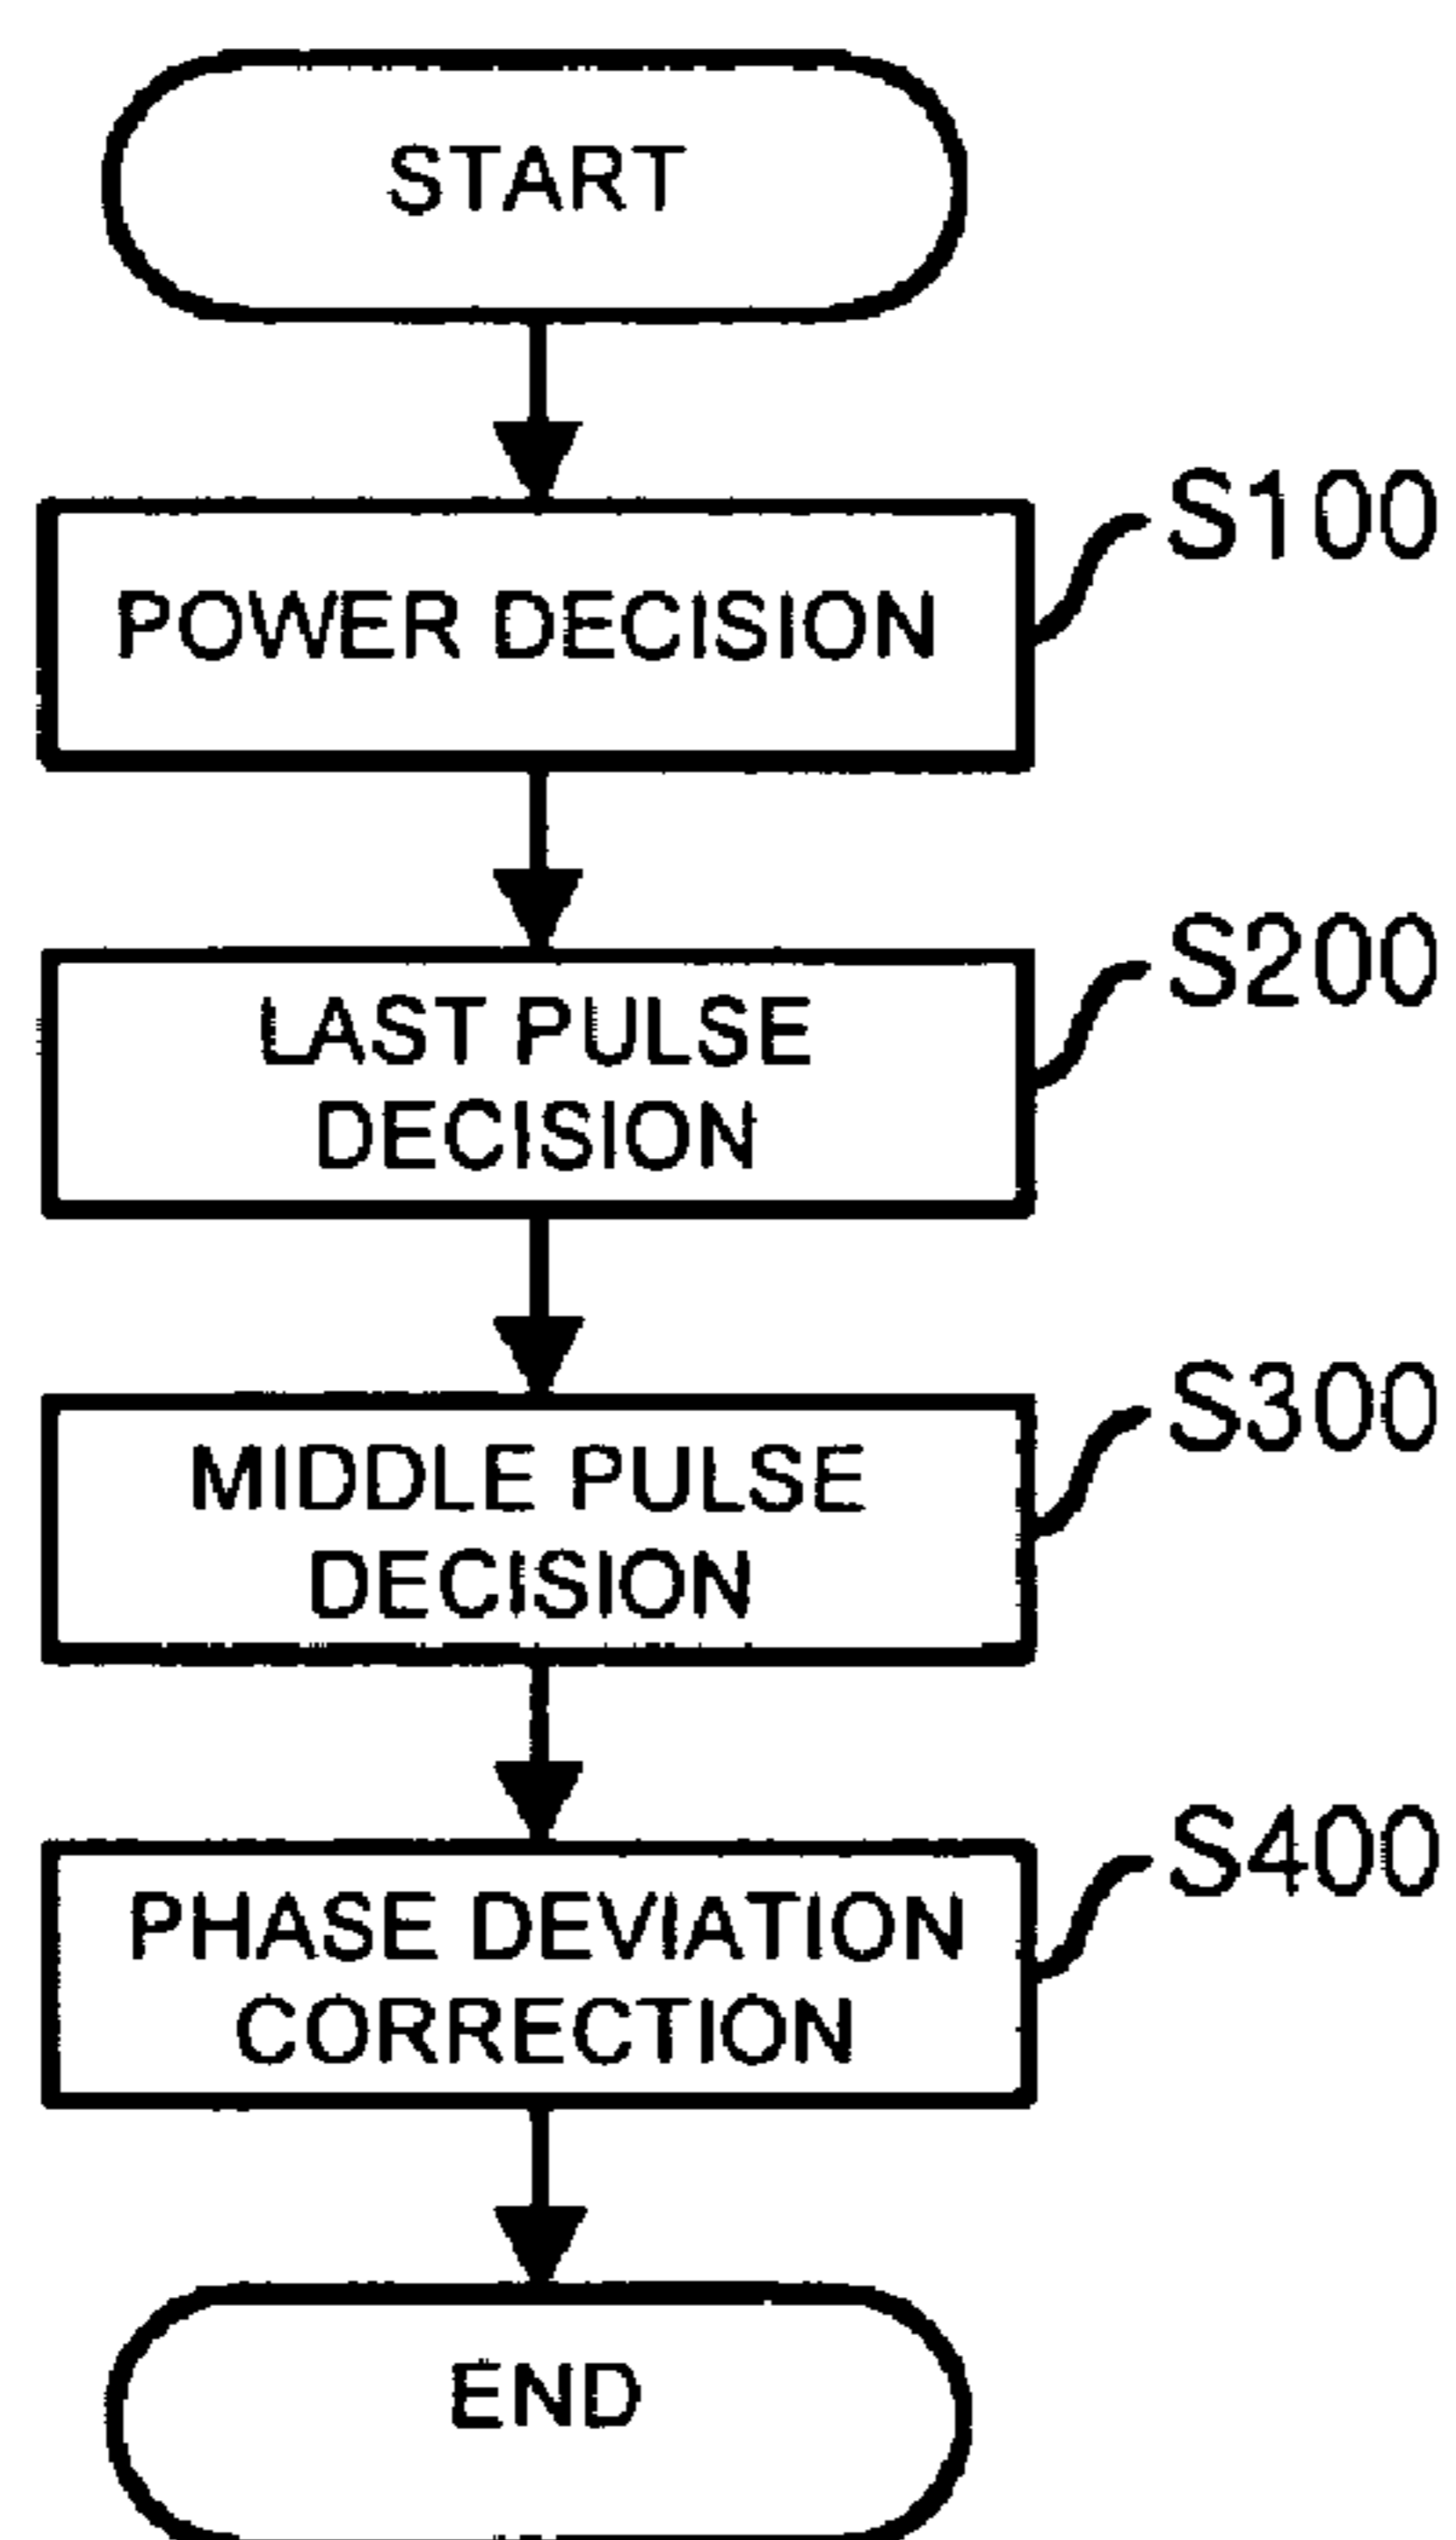 START
S100
POWER DECISION
S200
LAST PULSE
DECISION
S300
MIDDLE PULSE
DECISION
S400
PHASE DEVIATION
CORRECTION
END